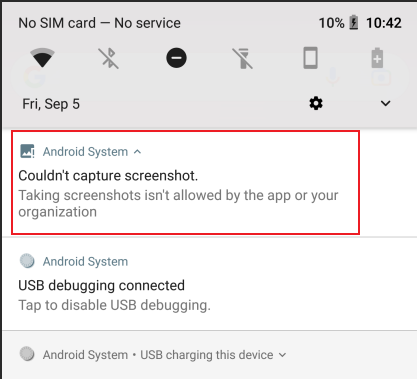 No SIM card — No service 10% 10:42
Fri, Sep 5
Android System
Couldn't capture screenshot.
Taking screenshots isn't allowed by the app or your
organization
Android System
USB debugging connected
Tap to disable USB debugging.
Android System • USB charging this device